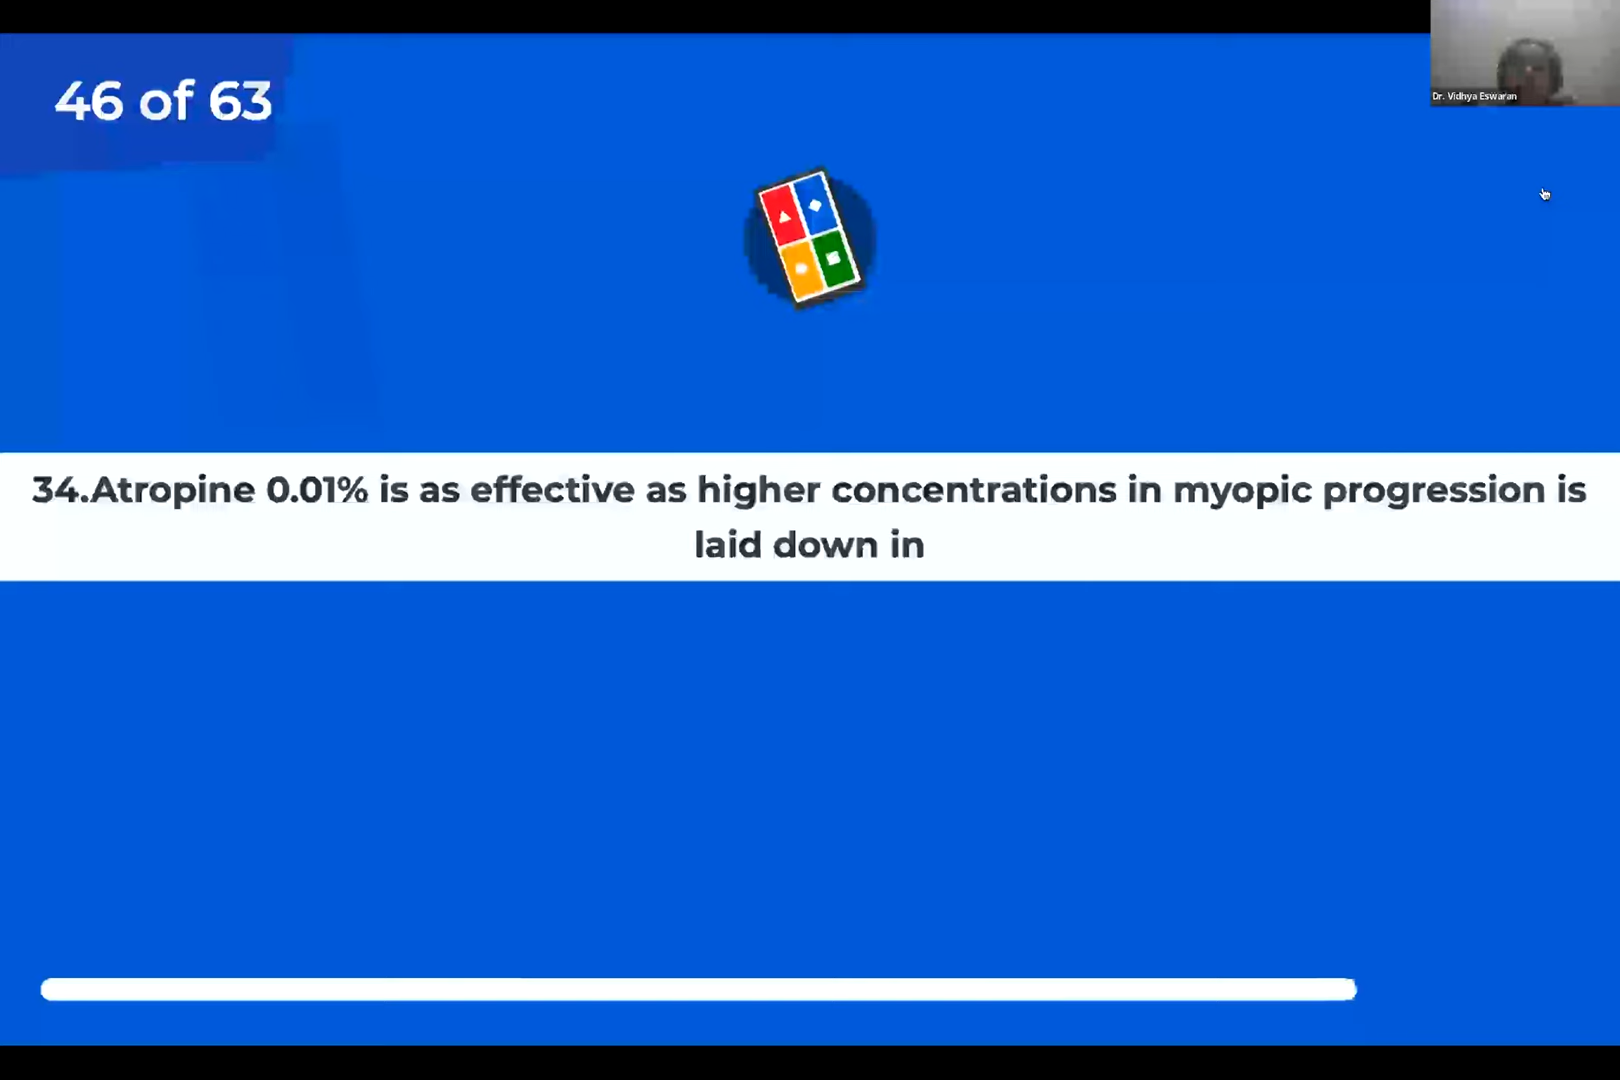 46 of 63
Dr. Vidhya Eswaran
34.Atropine 0.01% is as effective as higher concentrations in myopic progression is
laid down in